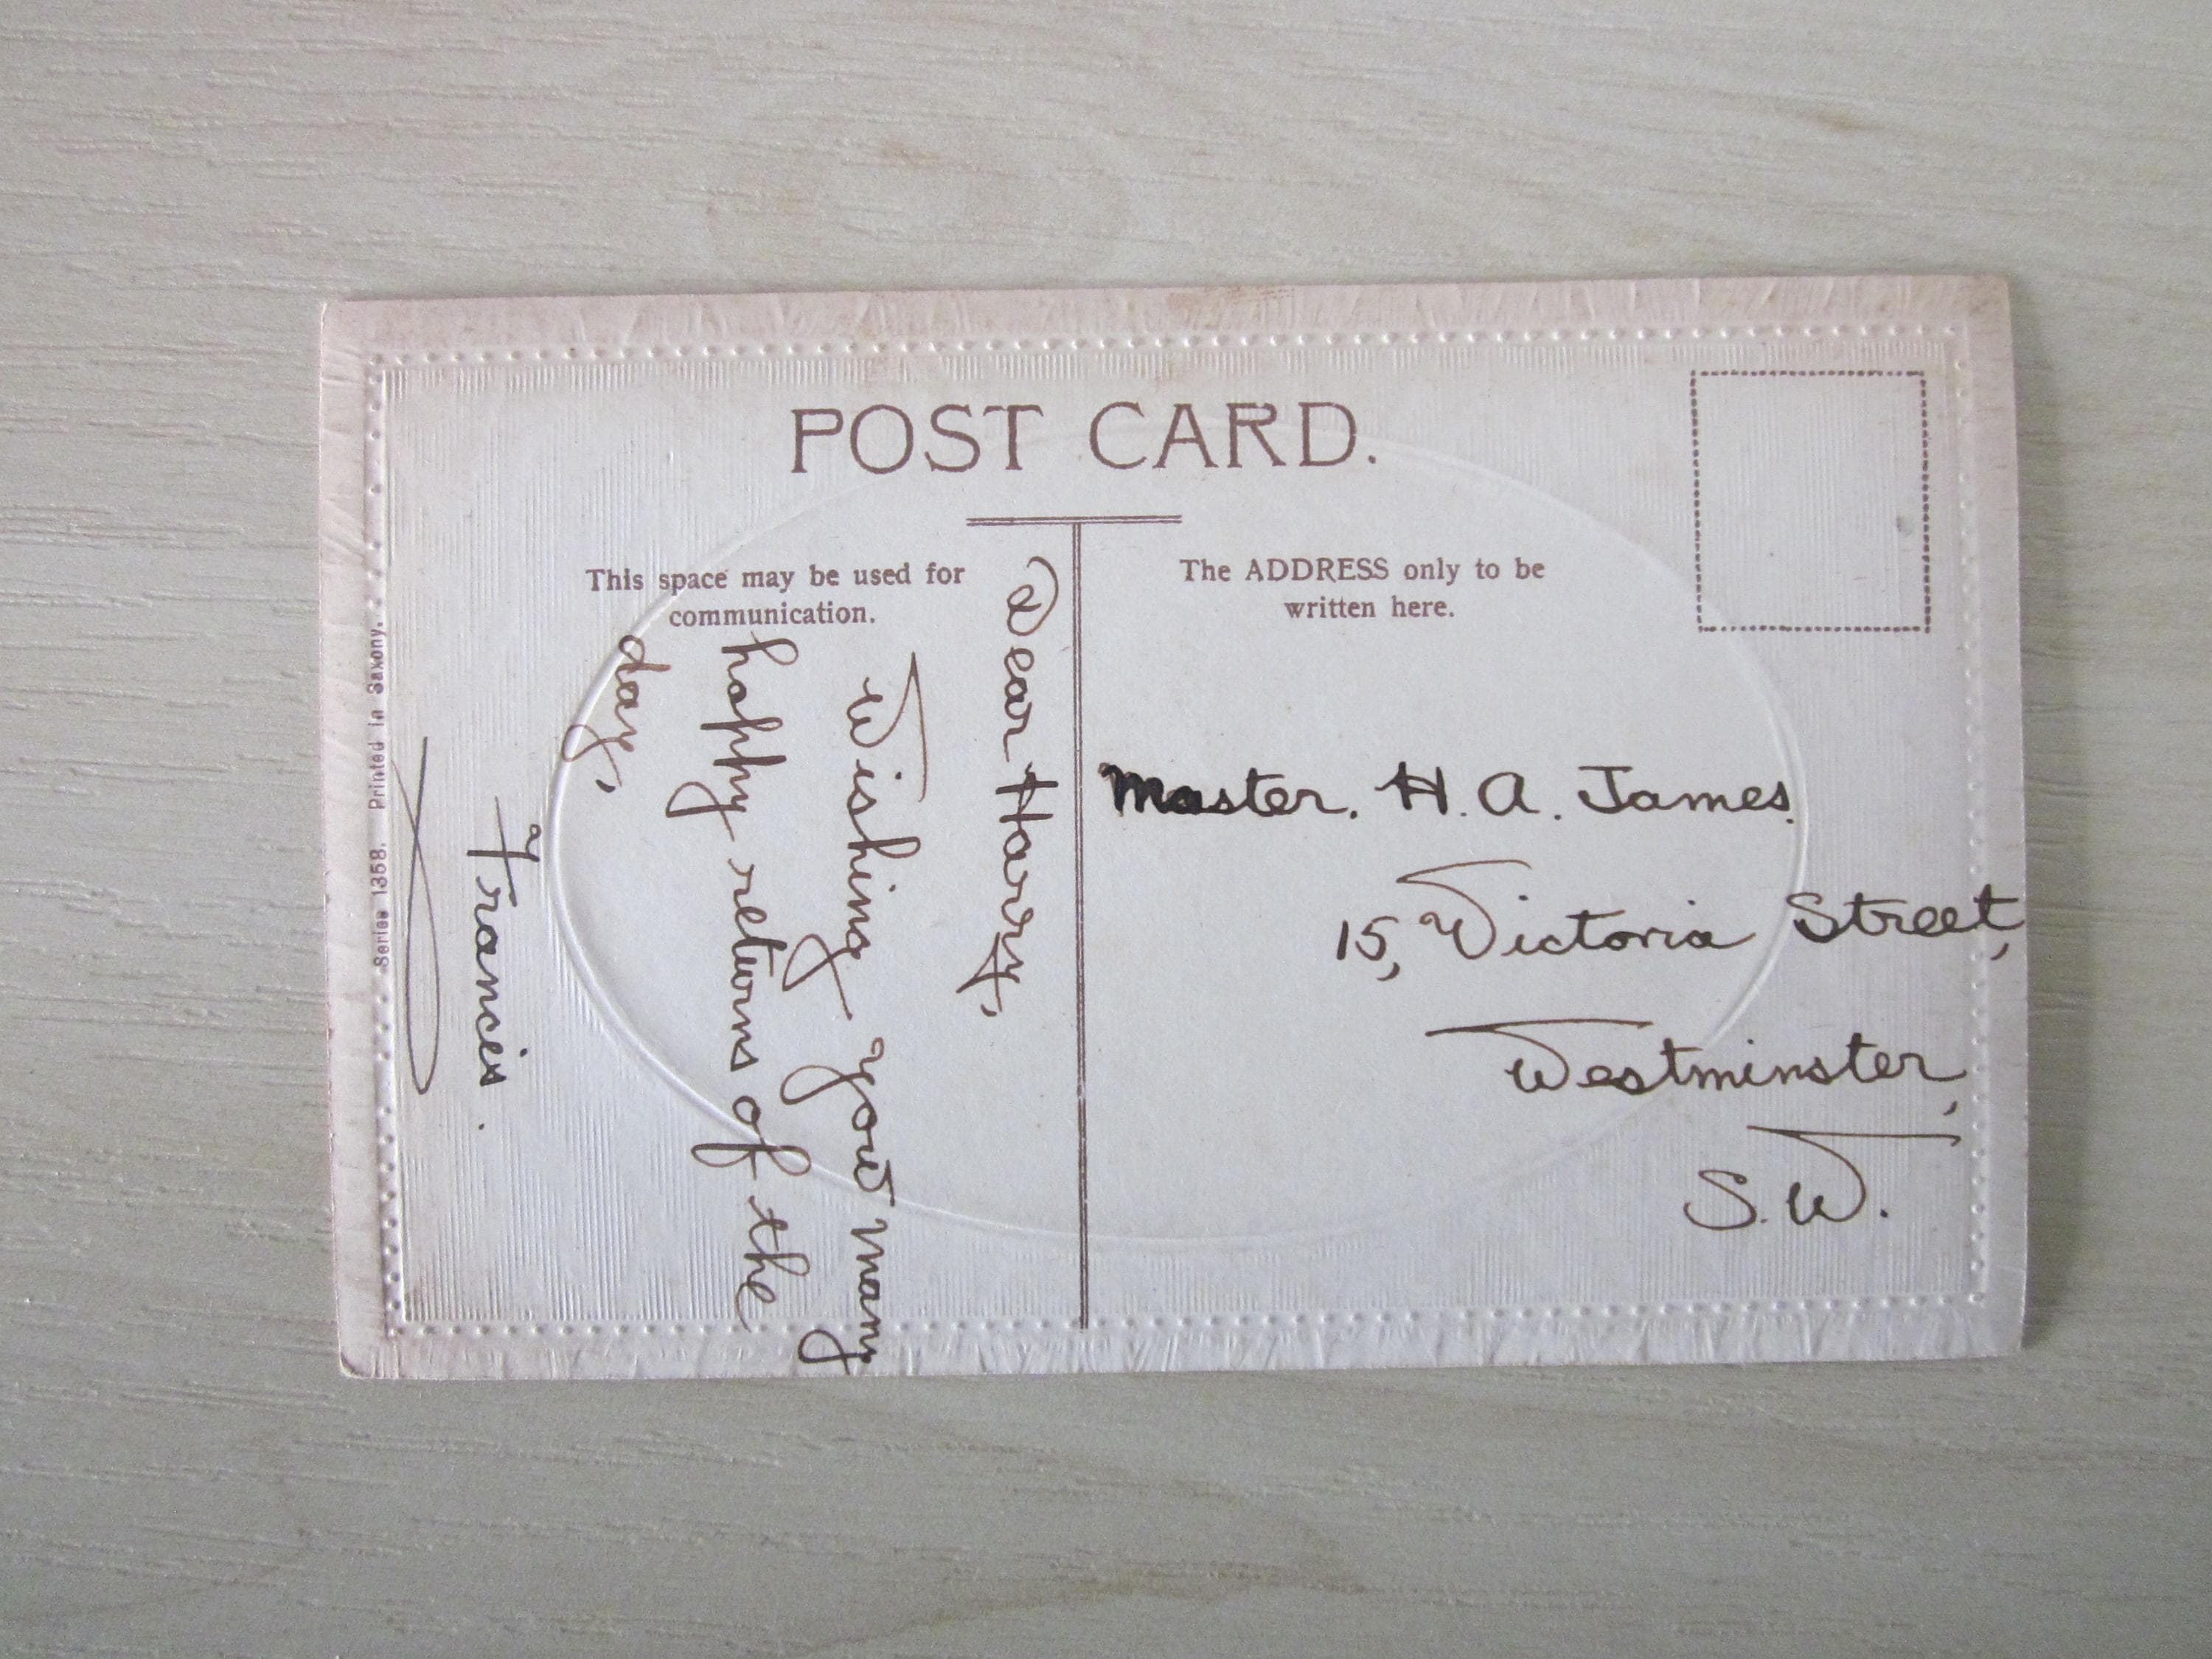 POST CARD.
This space may be used for
communication.
The ADDRESS only to be
written here.
Dear Harry,
Wishing you many
happy returns of the
day,
Francis.
Master. H. A. James.
15, Victoria Street,
Westminster,
S.W.
Series 1358. Printed in Saxony.